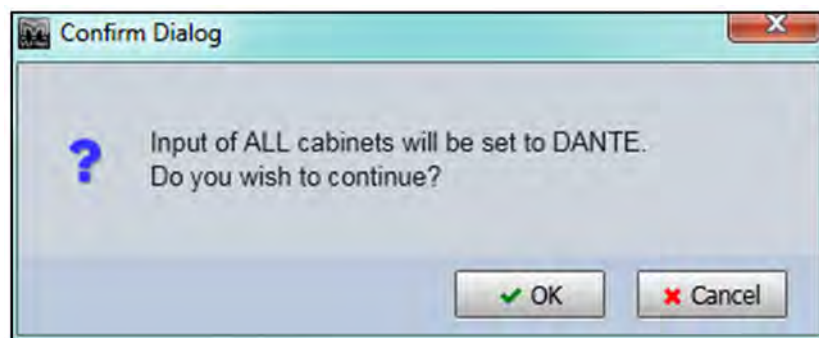 Confirm Dialog
Input of ALL cabinets will be set to DANTE.
Do you wish to continue?
OK
Cancel